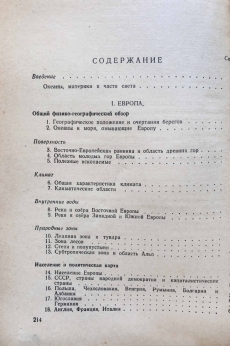 СОДЕРЖАНИЕ
Введение
Океаны, материки и части света
I. ЕВРОПА.
Общий физико-географический обзор
1. Географическое положение и очертания берегов
2. Океаны и моря, омывающие Европу
Поверхность
3. Восточно-Европейская равнина и область древних гор
4. Область молодых гор Европы
5. Полезные ископаемые
Климат
6. Общая характеристика климата
7. Климатические области
Внутренние воды
8. Реки и озёра Восточной Европы
9. Реки и озёра Западной и Южной Европы
Природные зоны
10. Ледяная зона и тундра
11. Зона лесов
12. Степи и полупустыни
13. Субтропическая зона и область Альп
Население и политическая карта
14. Население Европы
15. СССР, страны народной демократии и капиталистические
страны
16. Польша, Чехословакия, Венгрия, Румыния, Болгария и
Албания
17. Югославия
Германия
18. Англия, Франция, Италия
214